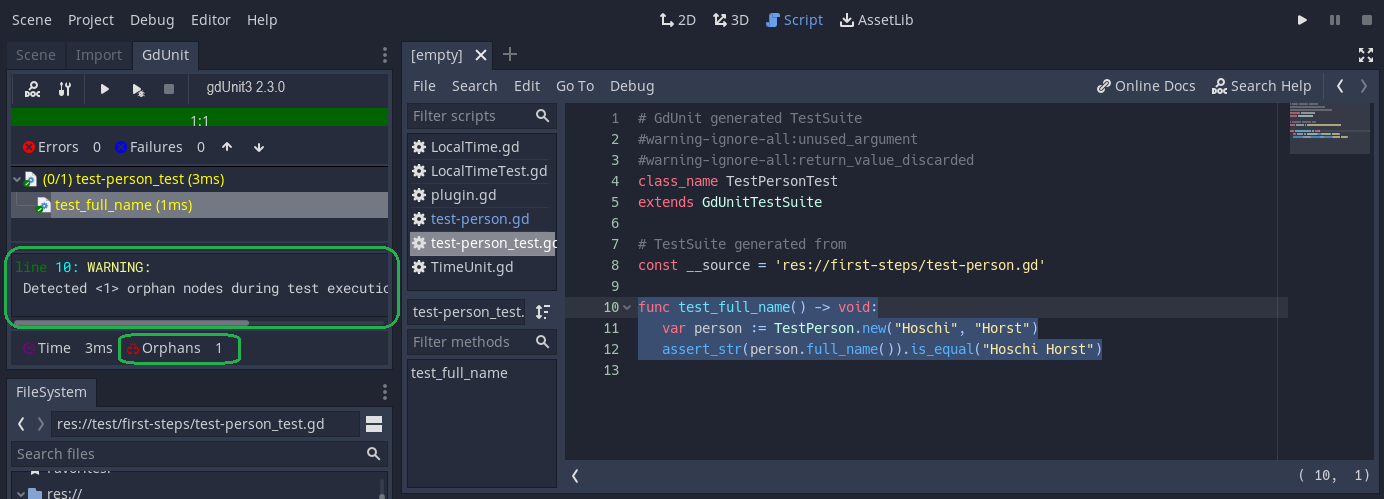 Scene Project Debug Editor Help
2D 3D Script AssetLib
Scene Import GdUnit
DOC gdUnit3 2.3.0
1:1
Errors 0 Failures 0
(0/1) test-person_test (3ms)
test_full_name (1ms)
line 10: WARNING:
Detected <1> orphan nodes during test executio
Time 3ms Orphans 1
FileSystem
res://test/first-steps/test-person_test.gd
Search files
Favorites:
res://
[empty]
File Search Edit Go To Debug
Online Docs DOC Search Help
Filter scripts
LocalTime.gd
LocalTimeTest.gd
plugin.gd
test-person.gd
test-person_test.gd
TimeUnit.gd
test-person_test.
Filter methods
test_full_name
1 # GdUnit generated TestSuite
2 #warning-ignore-all:unused_argument
3 #warning-ignore-all:return_value_discarded
4 class_name TestPersonTest
5 extends GdUnitTestSuite
6
7 # TestSuite generated from
8 const __source = 'res://first-steps/test-person.gd'
9
10 func test_full_name() -> void:
11 var person := TestPerson.new("Hoschi", "Horst")
12 assert_str(person.full_name()).is_equal("Hoschi Horst")
13
( 10, 1)